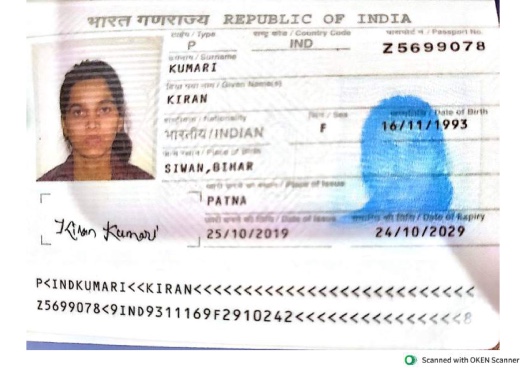 भारत गणराज्य REPUBLIC OF INDIA
टाईप / Type
राष्ट्र कोड / Country Code
पासपोर्ट नं. / Passport No.
P
IND
Z5699078
उपनाम / Surname
KUMARI
दिया गया नाम / Given Name(s)
KIRAN
राष्ट्रीयता / Nationality
लिंग / Sex
जन्मतिथि / Date of Birth
भारतीय/INDIAN
F
16/11/1993
जन्म स्थान / Place of Birth
SIWAN,BIHAR
जारी करने का स्थान / Place of Issue
PATNA
जारी करने की तिथि / Date of Issue
समाप्ति की तिथि / Date of Expiry
25/10/2019
24/10/2029
Kiran Kumari
P<INDKUMARI<<KIRAN<<<<<<<<<<<<<<<<<<<<<<<<<<
Z5699078<9IND9311169F2910242<<<<<<<<<<<<<<<8
Scanned with OKEN Scanner